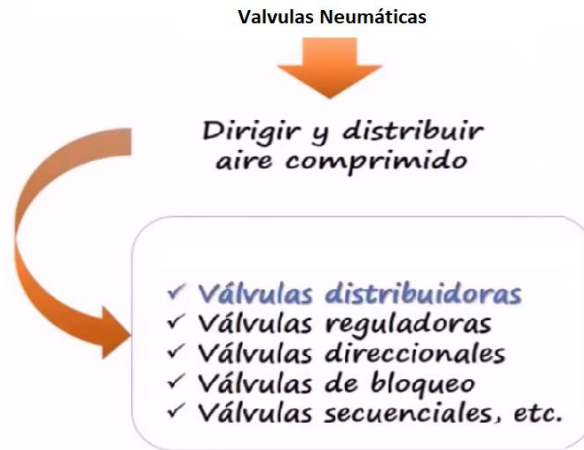 Valvulas Neumáticas
Dirigir y distribuir
aire comprimido
✓ Válvulas distribuidoras
✓ Válvulas reguladoras
✓ Válvulas direccionales
✓ Válvulas de bloqueo
✓ Válvulas secuenciales, etc.